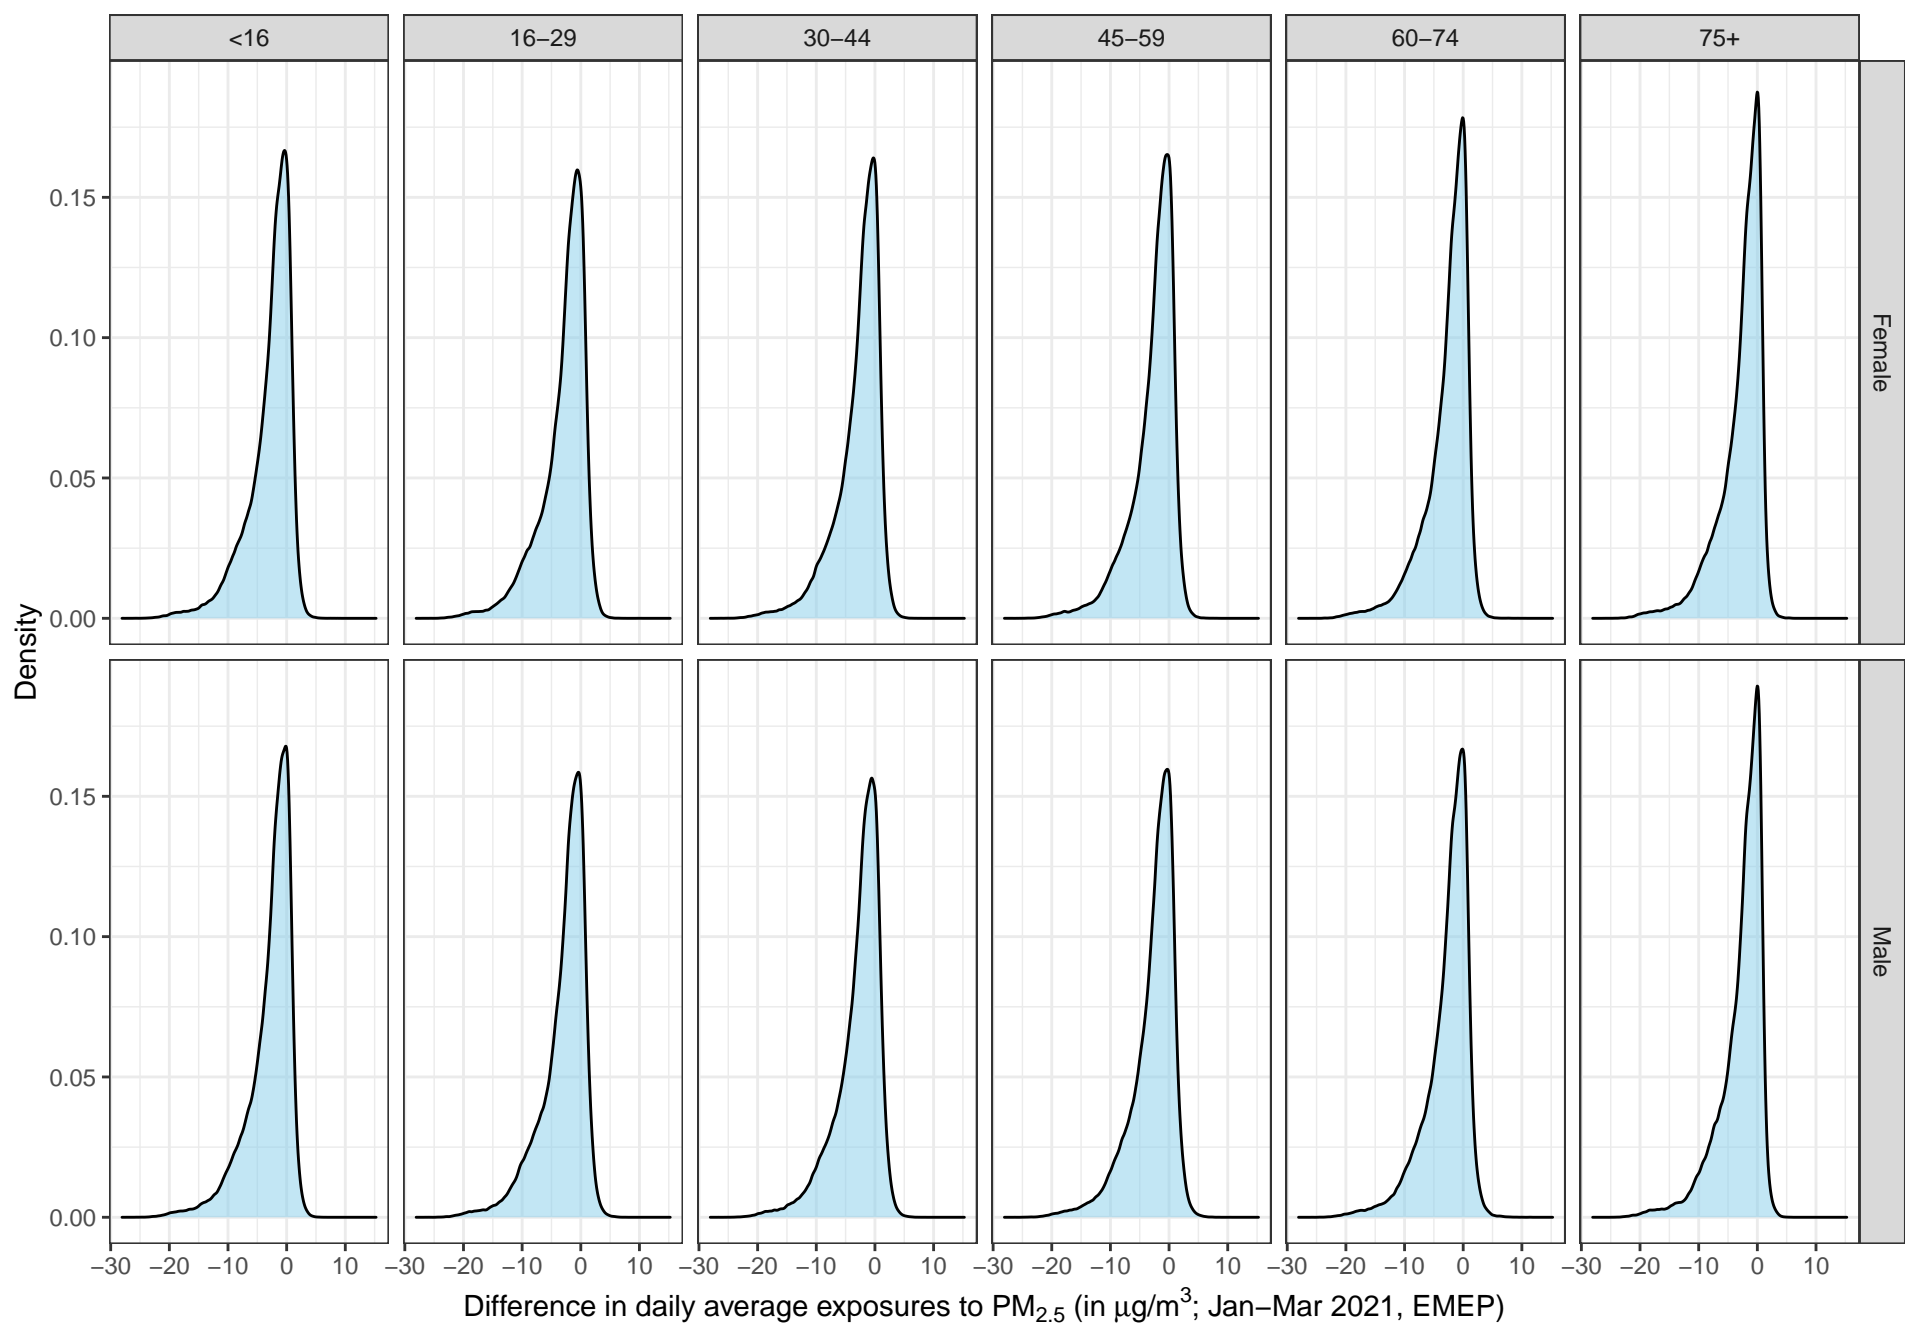 <16 16−29 30−44 45−59 60−74 75+
0.15
0.10
0.05
0.00
Female
0.15
0.10
0.05
0.00
Male
Density
−30 −20 −10 0 10 −30 −20 −10 0 10 −30 −20 −10 0 10 −30 −20 −10 0 10 −30 −20 −10 0 10 −30 −20 −10 0 10
Difference in daily average exposures to PM₂.₅ (in μg/m³; Jan−Mar 2021, EMEP)